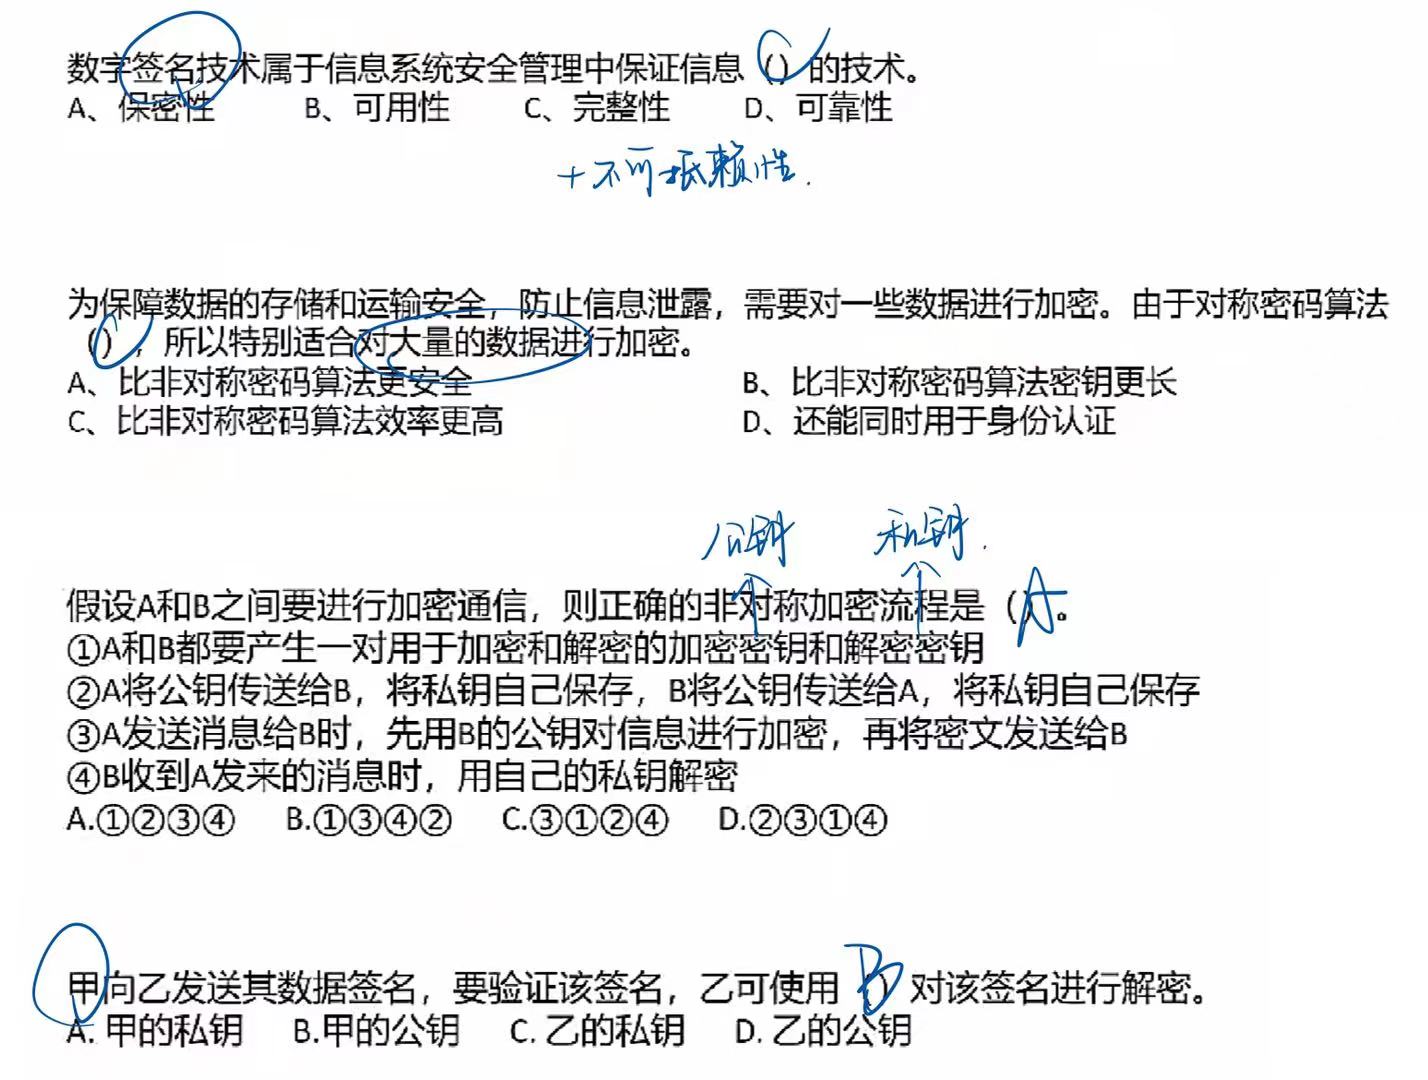 数字签名技术属于信息系统安全管理中保证信息（）的技术。
C
A、保密性 B、可用性 C、完整性 D、可靠性
+不可抵赖性.
为保障数据的存储和运输安全，防止信息泄露，需要对一些数据进行加密。由于对称密码算法
（），所以特别适合对大量的数据进行加密。
C
A、比非对称密码算法更安全 B、比非对称密码算法密钥更长
C、比非对称密码算法效率更高 D、还能同时用于身份认证
公钥 私钥.
假设A和B之间要进行加密通信，则正确的非对称加密流程是（）。
A
①A和B都要产生一对用于加密和解密的加密密钥和解密密钥
②A将公钥传送给B，将私钥自己保存，B将公钥传送给A，将私钥自己保存
③A发送消息给B时，先用B的公钥对信息进行加密，再将密文发送给B
④B收到A发来的消息时，用自己的私钥解密
A.①②③④ B.①③④② C.③①②④ D.②③①④
甲向乙发送其数据签名，要验证该签名，乙可使用（）对该签名进行解密。
B
A. 甲的私钥 B.甲的公钥 C. 乙的私钥 D. 乙的公钥